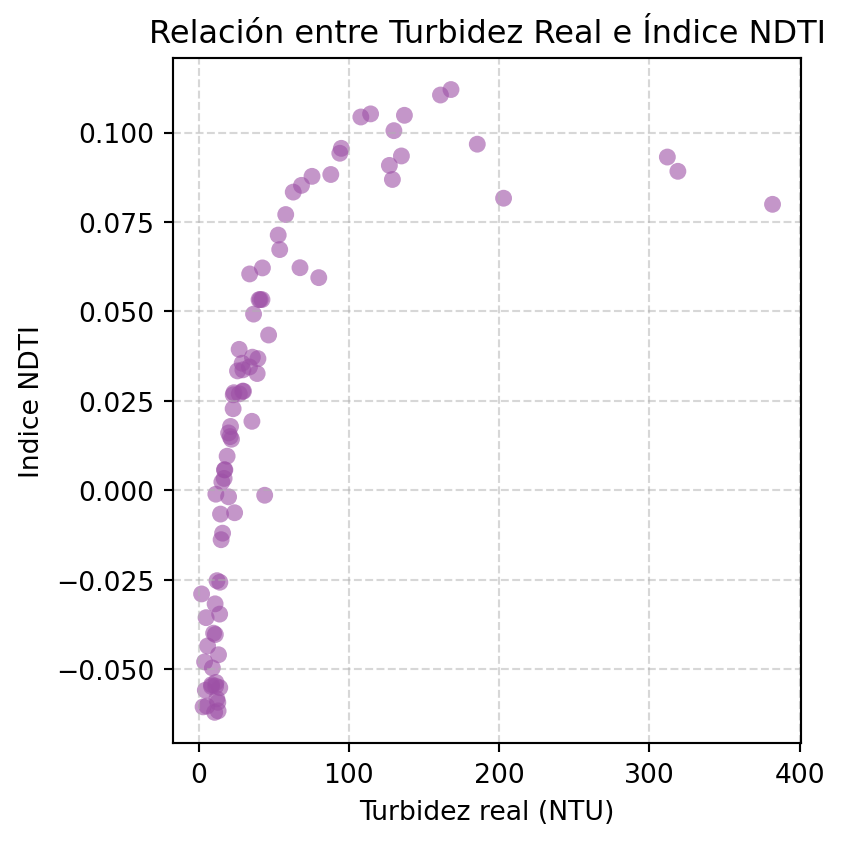 Relación entre Turbidez Real e Índice NDTI
Indice NDTI
0.100
0.075
0.050
0.025
0.000
−0.025
−0.050
0 100 200 300 400
Turbidez real (NTU)